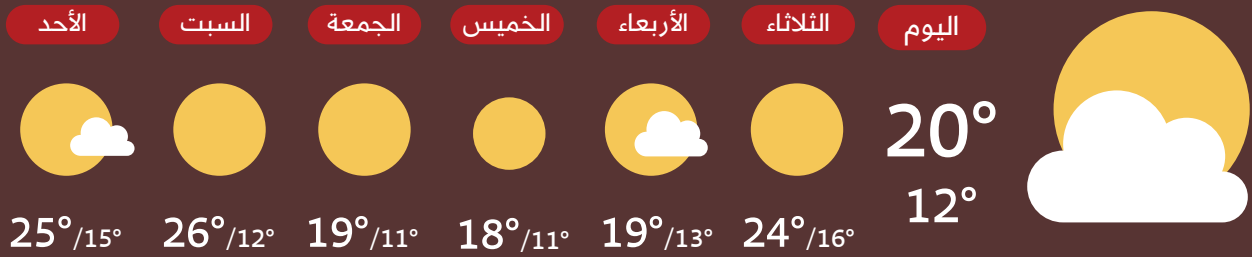 اليوم
20°
12°
الثلاثاء
24°/16°
الأربعاء
19°/13°
الخميس
18°/11°
الجمعة
19°/11°
السبت
26°/12°
الأحد
25°/15°